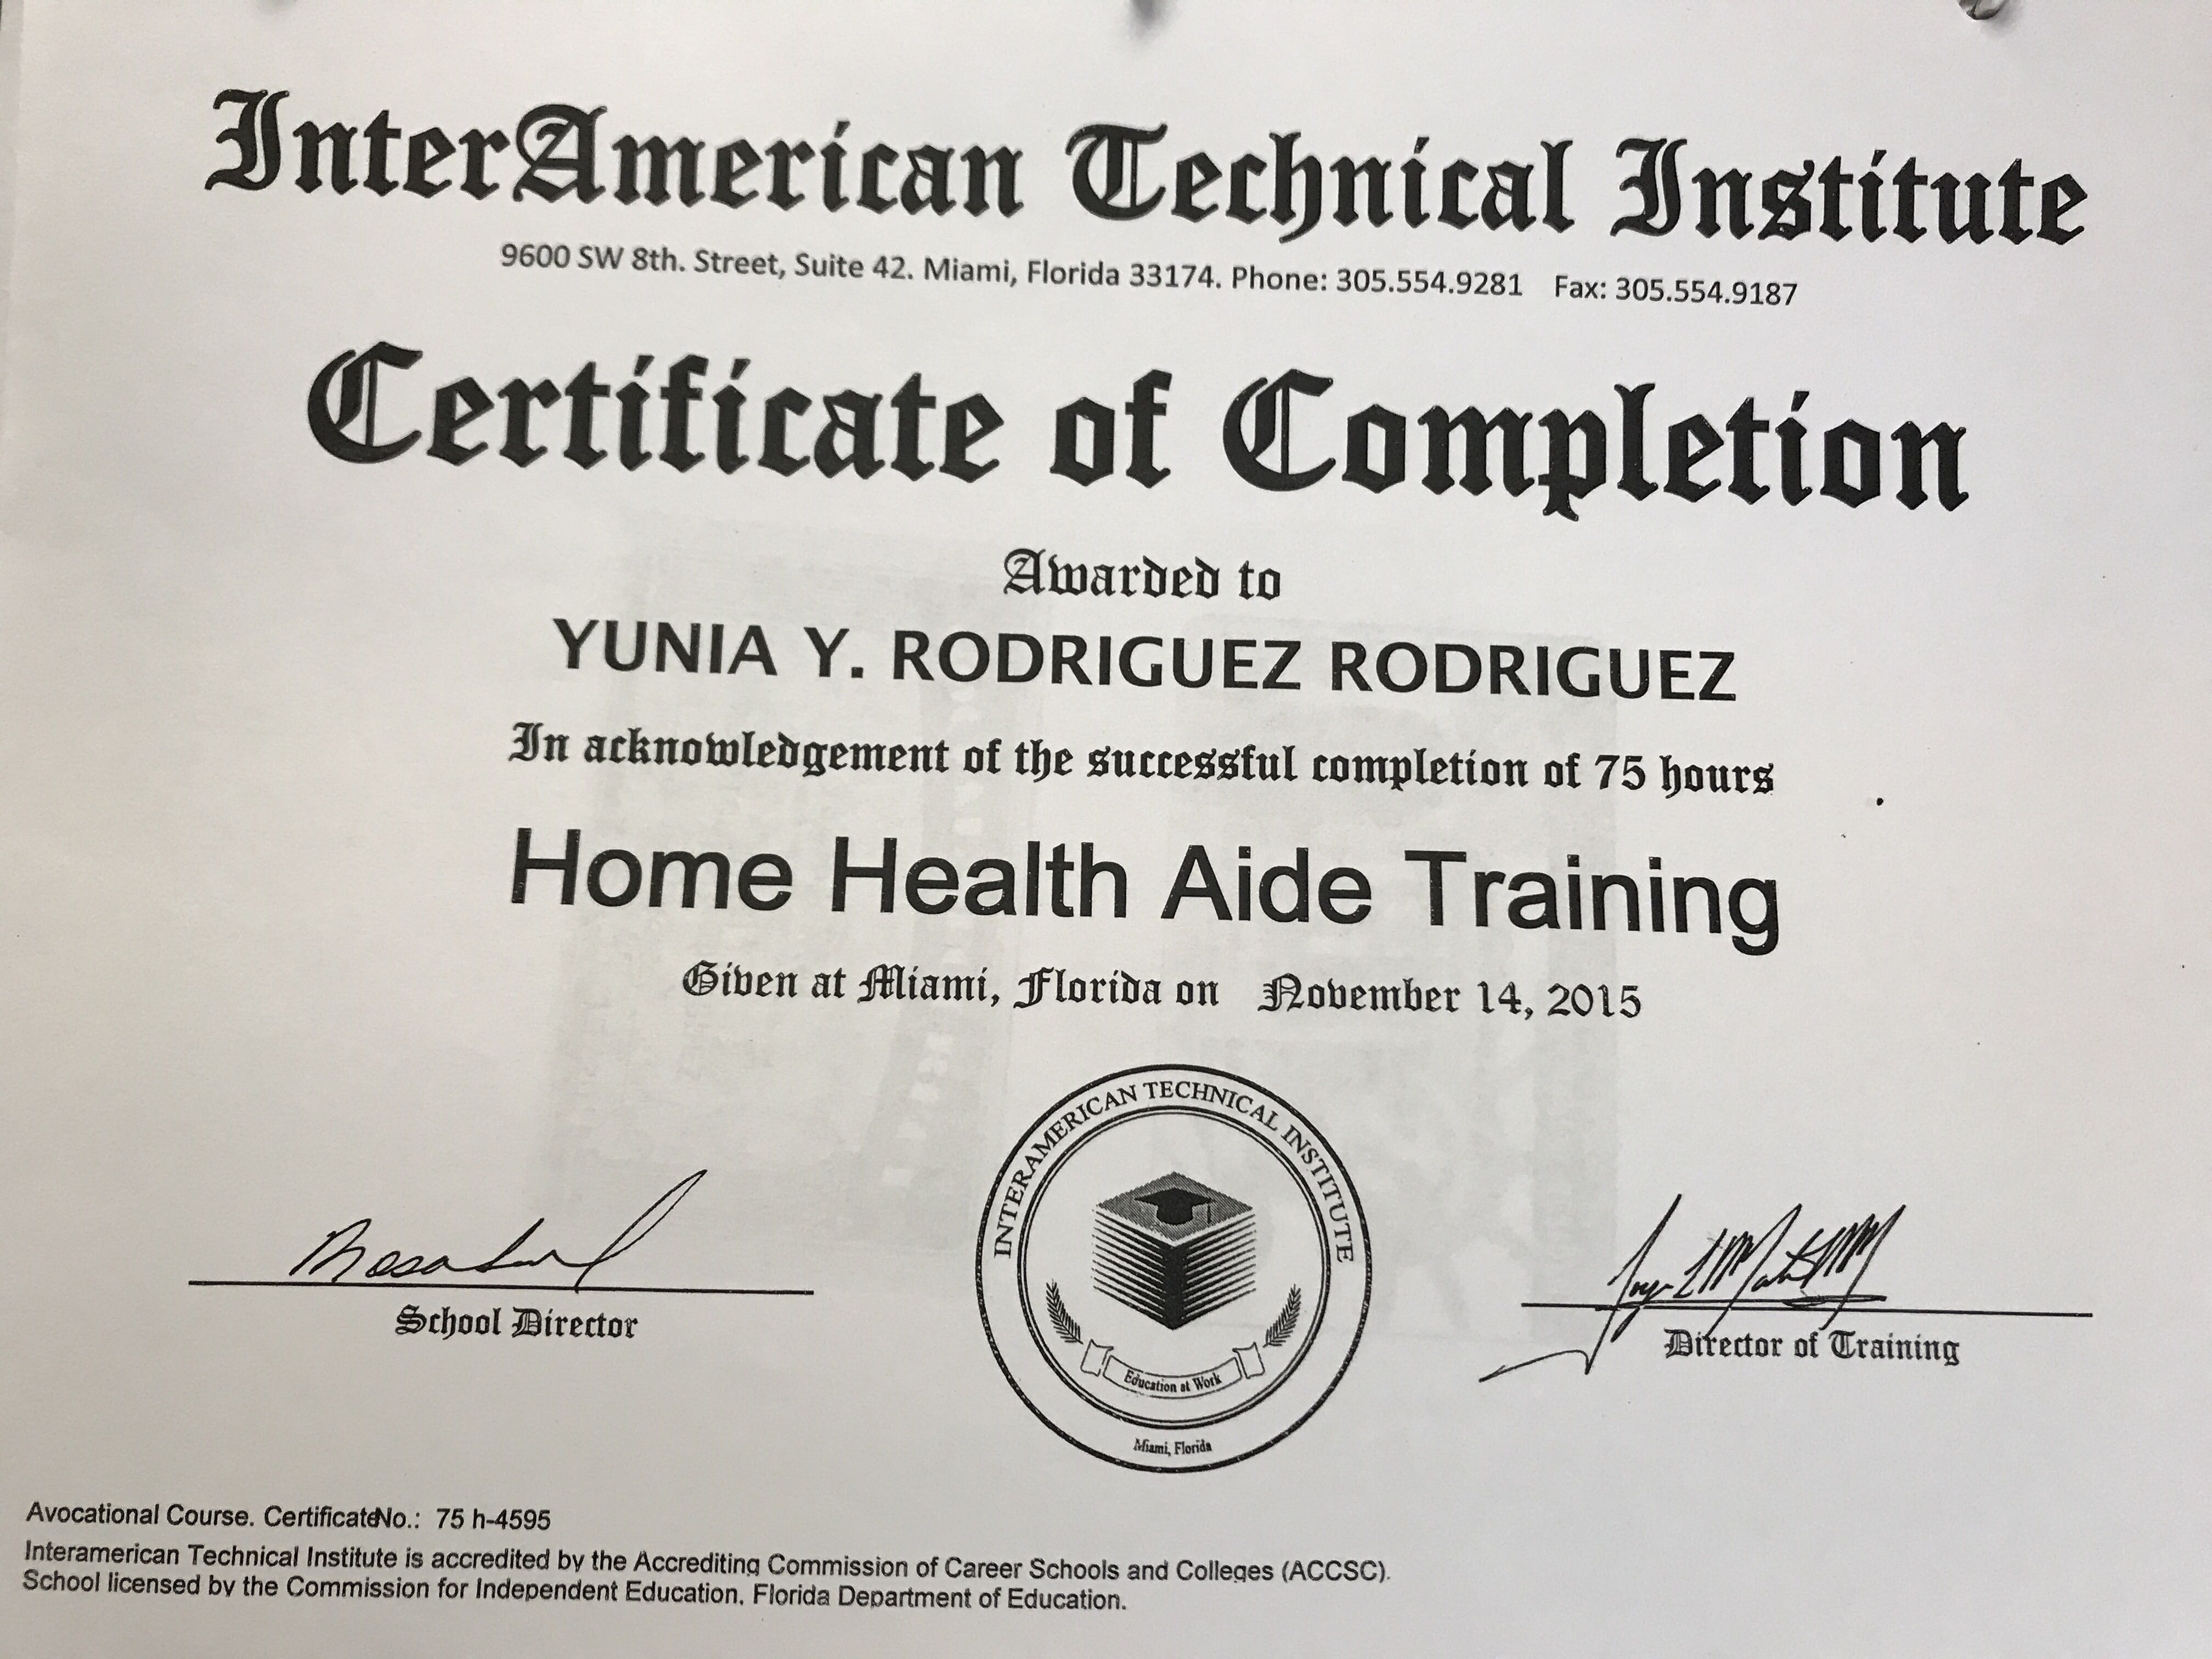 InterAmerican Technical Institute
9600 SW 8th. Street, Suite 42. Miami, Florida 33174. Phone: 305.554.9281 Fax: 305.554.9187
Certificate of Completion
Awarded to
YUNIA Y. RODRIGUEZ RODRIGUEZ
In acknowledgement of the successful completion of 75 hours
Home Health Aide Training
Given at Miami, Florida on November 14, 2015
School Director
INTERAMERICAN TECHNICAL INSTITUTE
Education at Work
Miami, Florida
Director of Training
Avocational Course. CertificateNo.: 75 h-4595
Interamerican Technical Institute is accredited by the Accrediting Commission of Career Schools and Colleges (ACCSC).
School licensed by the Commission for Independent Education, Florida Department of Education.